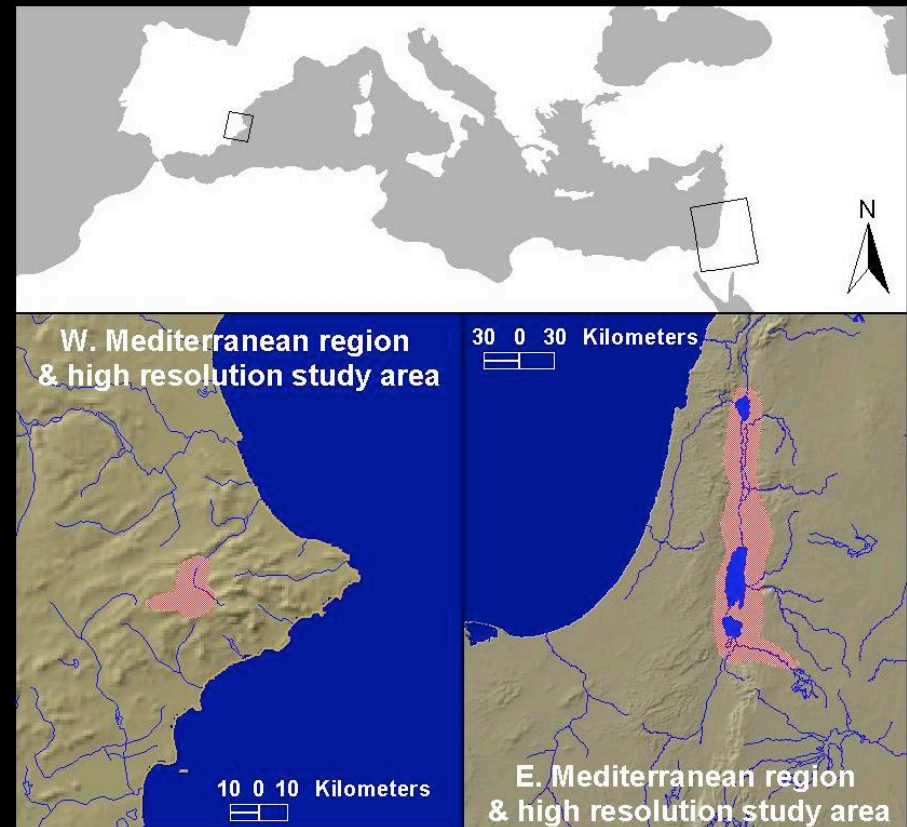 N
W. Mediterranean region
& high resolution study area
30 0 30 Kilometers
10 0 10 Kilometers
E. Mediterranean region
& high resolution study area